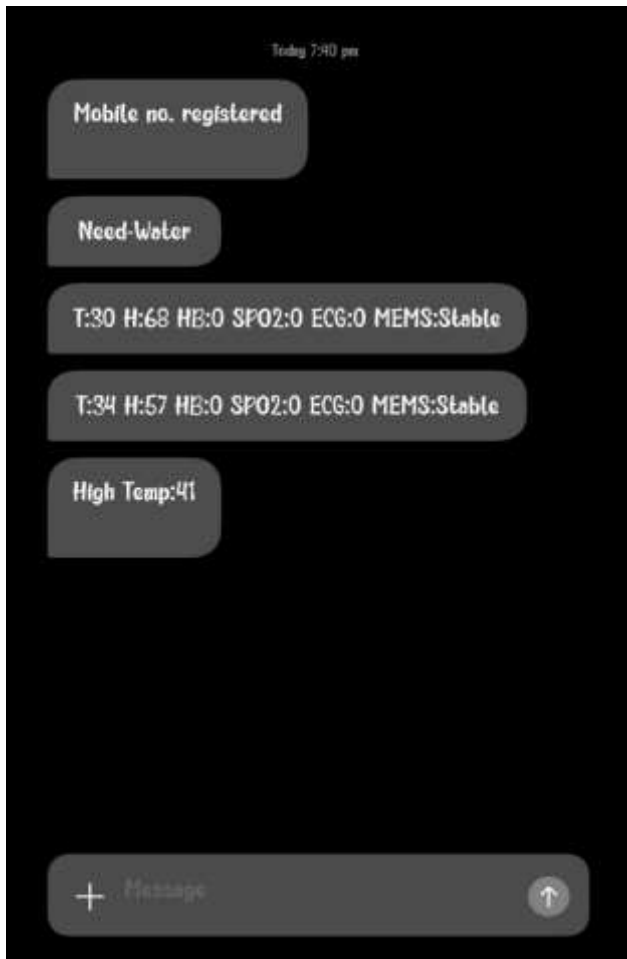 Today 7:40 pm
Mobile no. registered
Need-Water
T:30 H:68 HB:0 SPO2:0 ECG:0 MEMS:Stable
T:34 H:57 HB:0 SPO2:0 ECG:0 MEMS:Stable
High Temp:41
Message